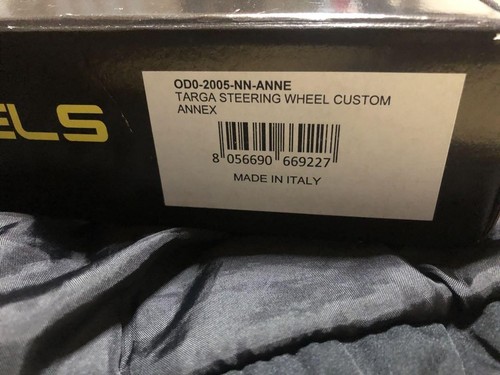 ELS
OD0-2005-NN-ANNE
TARGA STEERING WHEEL CUSTOM
ANNEX
8 056690 669227
MADE IN ITALY